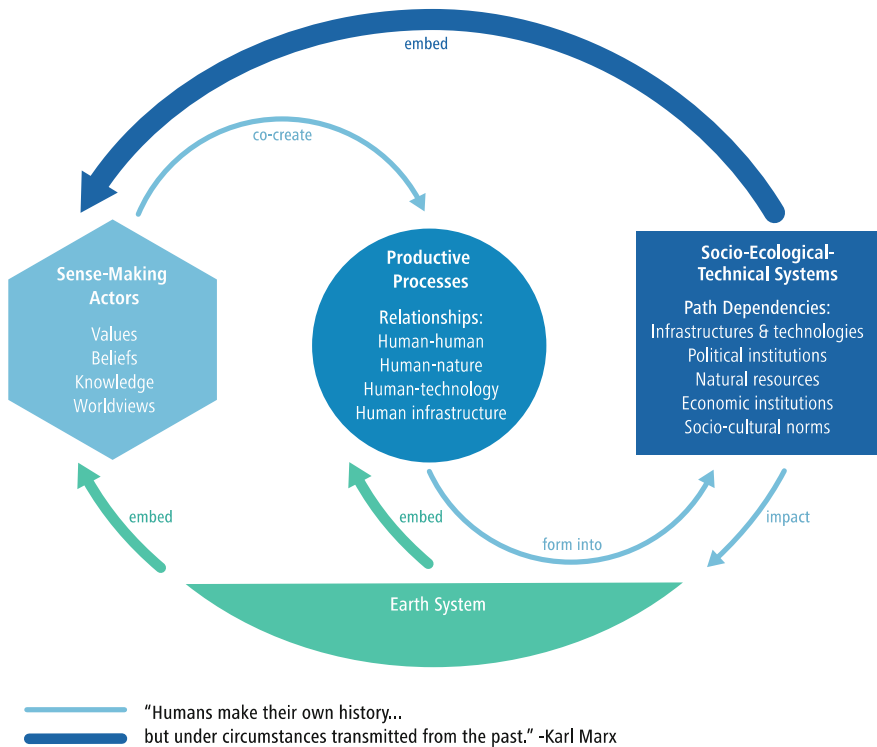 embed
co-create
Sense-Making
Actors
Values
Beliefs
Knowledge
Worldviews
Productive
Processes
Relationships:
Human-human
Human-nature
Human-technology
Human infrastructure
Socio-Ecological-
Technical Systems
Path Dependencies:
Infrastructures & technologies
Political institutions
Natural resources
Economic institutions
Socio-cultural norms
embed
embed
form into
impact
Earth System
“Humans make their own history...
but under circumstances transmitted from the past.” -Karl Marx